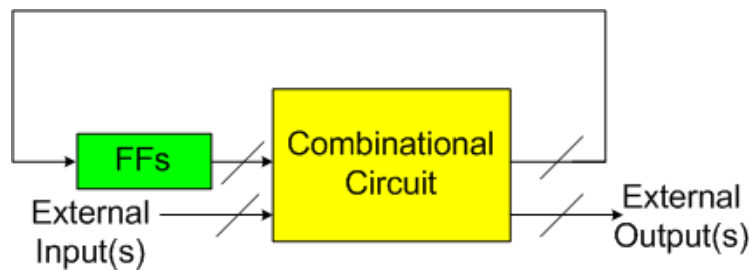 FFs
Combinational
Circuit
External
Input(s)
External
Output(s)